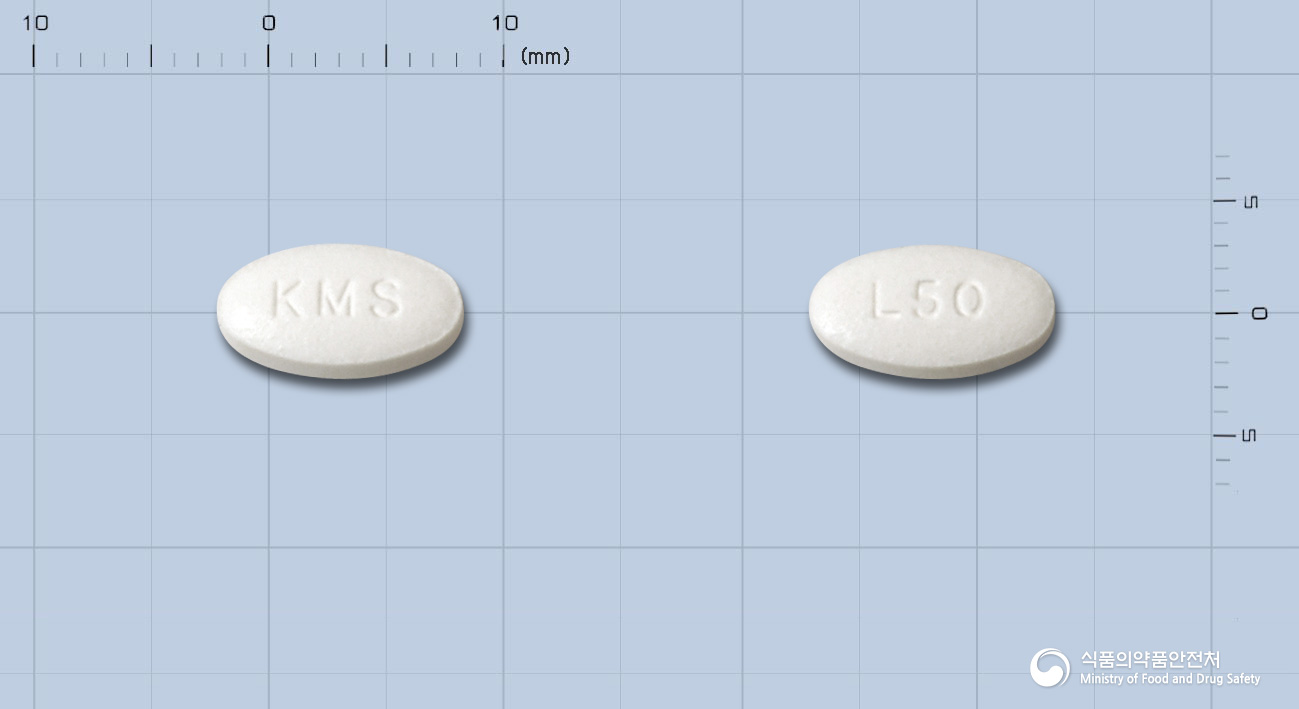 10 0 10
(mm)
KMS
L50
5
0
5
식품의약품안전처
Ministry of Food and Drug Safety